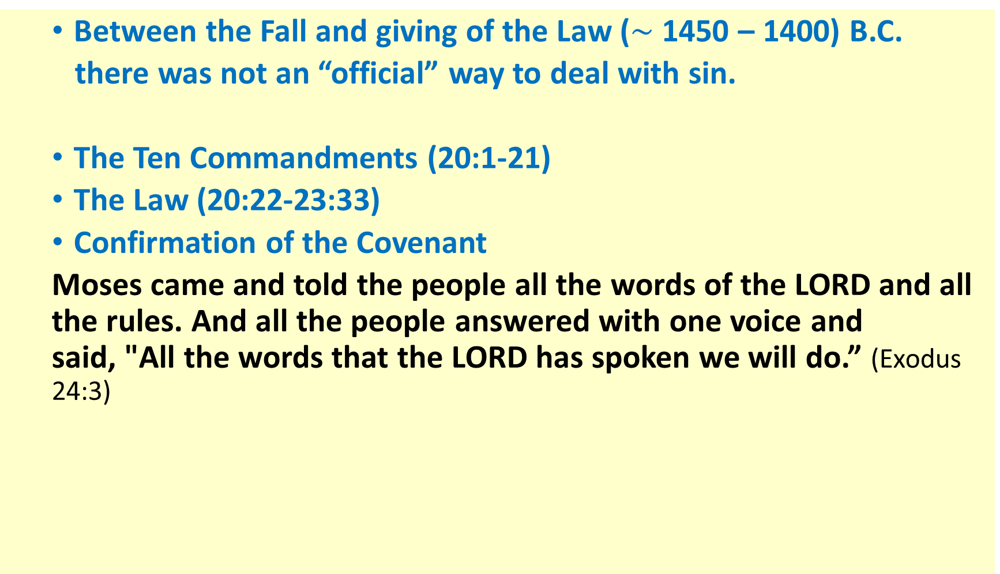 • Between the Fall and giving of the Law (~ 1450 – 1400) B.C.
there was not an “official” way to deal with sin.
• The Ten Commandments (20:1-21)
• The Law (20:22-23:33)
• Confirmation of the Covenant
Moses came and told the people all the words of the LORD and all
the rules. And all the people answered with one voice and
said, "All the words that the LORD has spoken we will do.” (Exodus
24:3)